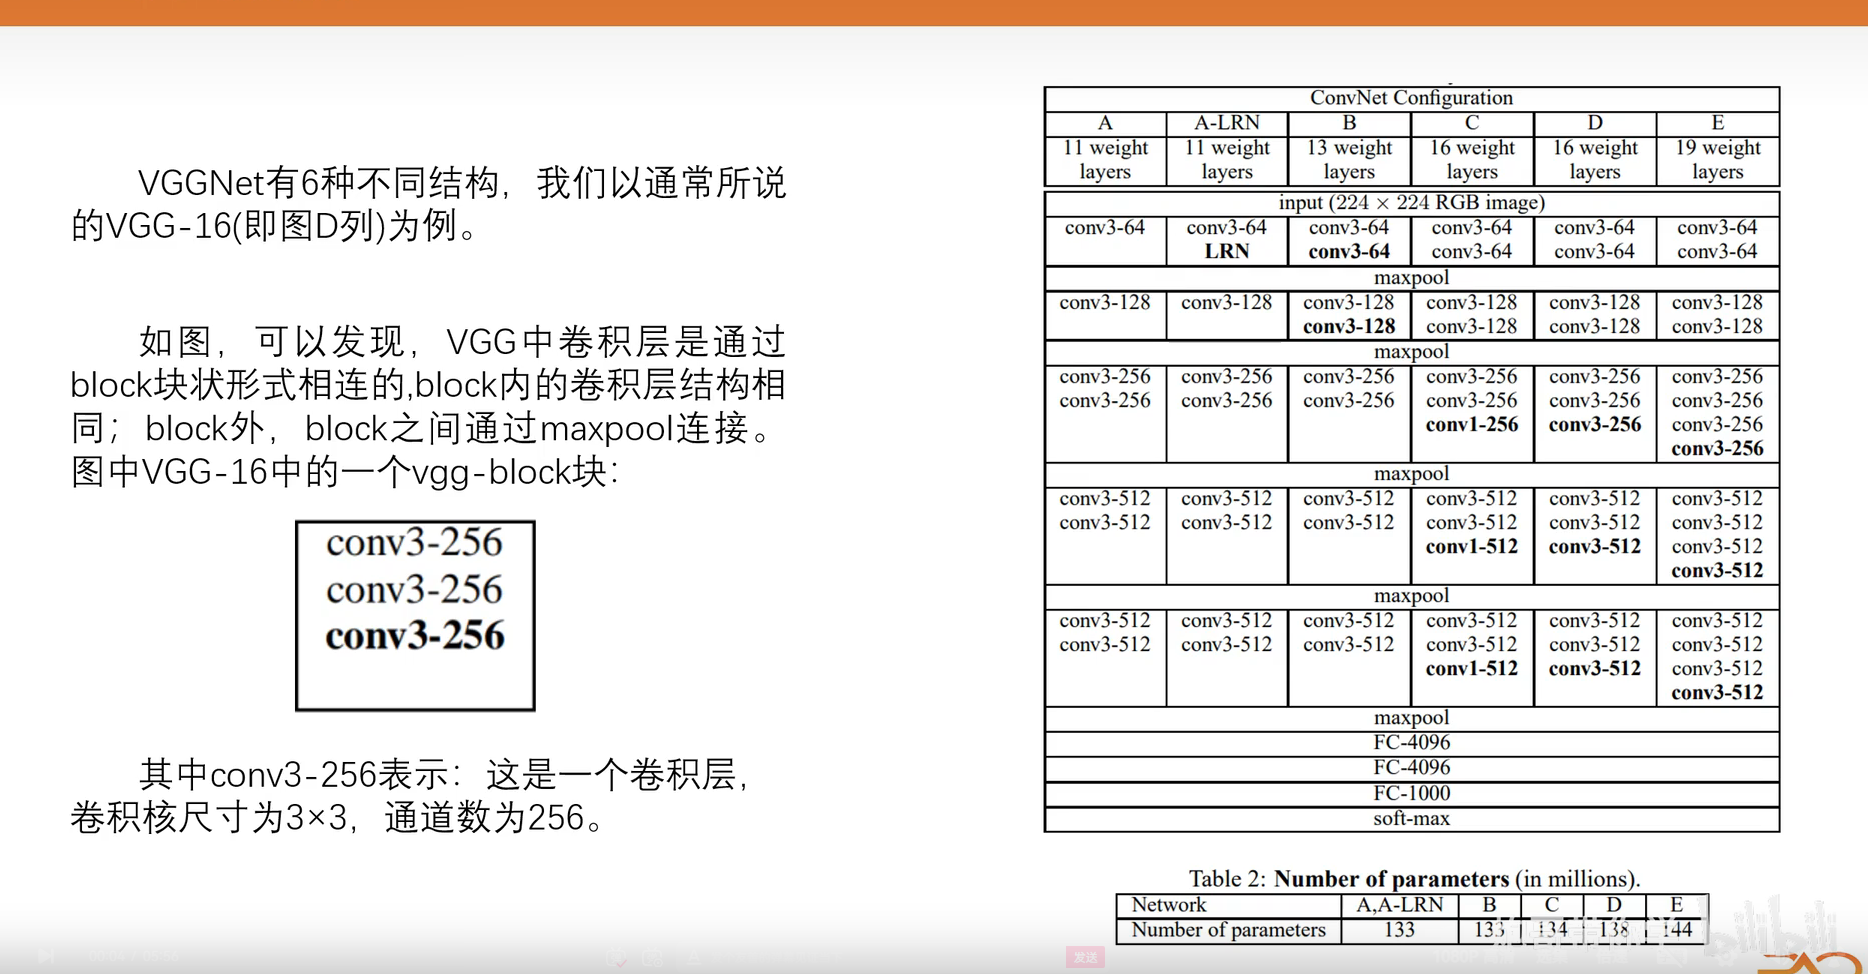 VGGNet有6种不同结构，我们以通常所说
的VGG-16(即图D列)为例。
如图，可以发现，VGG中卷积层是通过
block块状形式相连的,block内的卷积层结构相
同；block外，block之间通过maxpool连接。
图中VGG-16中的一个vgg-block块：
conv3-256
conv3-256
conv3-256
其中conv3-256表示：这是一个卷积层，
卷积核尺寸为3×3，通道数为256。
ConvNet Configuration
A A-LRN B C D E
11 weight 11 weight 13 weight 16 weight 16 weight 19 weight
layers layers layers layers layers layers
input (224 × 224 RGB image)
conv3-64 conv3-64 conv3-64 conv3-64 conv3-64 conv3-64
LRN conv3-64 conv3-64 conv3-64 conv3-64
maxpool
conv3-128 conv3-128 conv3-128 conv3-128 conv3-128 conv3-128
conv3-128 conv3-128 conv3-128 conv3-128
maxpool
conv3-256 conv3-256 conv3-256 conv3-256 conv3-256 conv3-256
conv3-256 conv3-256 conv3-256 conv3-256 conv3-256 conv3-256
conv1-256 conv3-256 conv3-256
conv3-256
maxpool
conv3-512 conv3-512 conv3-512 conv3-512 conv3-512 conv3-512
conv3-512 conv3-512 conv3-512 conv3-512 conv3-512 conv3-512
conv1-512 conv3-512 conv3-512
conv3-512
maxpool
conv3-512 conv3-512 conv3-512 conv3-512 conv3-512 conv3-512
conv3-512 conv3-512 conv3-512 conv3-512 conv3-512 conv3-512
conv1-512 conv3-512 conv3-512
conv3-512
maxpool
FC-4096
FC-4096
FC-1000
soft-max
Table 2: Number of parameters (in millions).
Network A,A-LRN B C D E
Number of parameters 133 133 134 138 144
发送